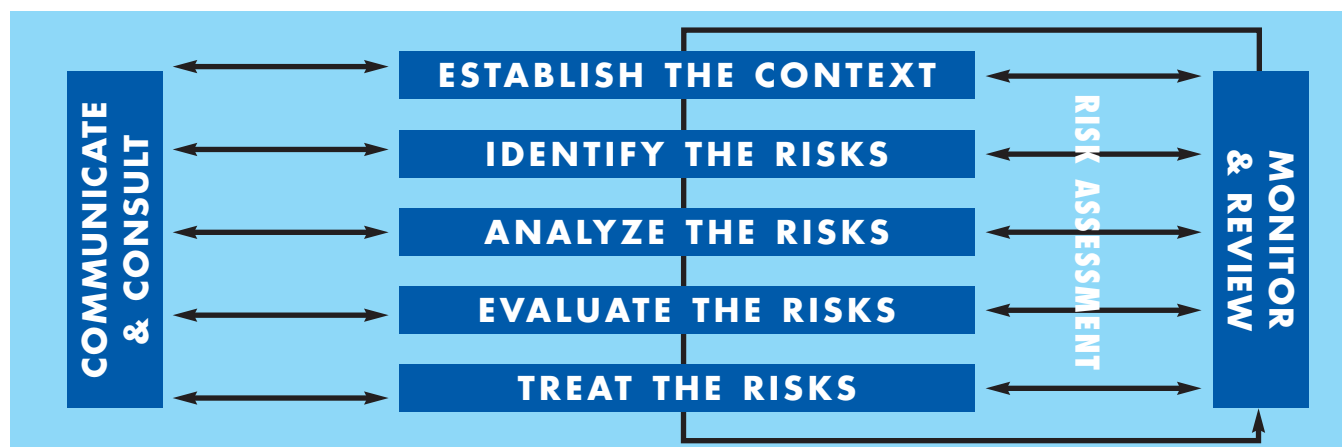 COMMUNICATE
& CONSULT
ESTABLISH THE CONTEXT
IDENTIFY THE RISKS
ANALYZE THE RISKS
EVALUATE THE RISKS
TREAT THE RISKS
RISK ASSESSMENT
MONITOR
& REVIEW